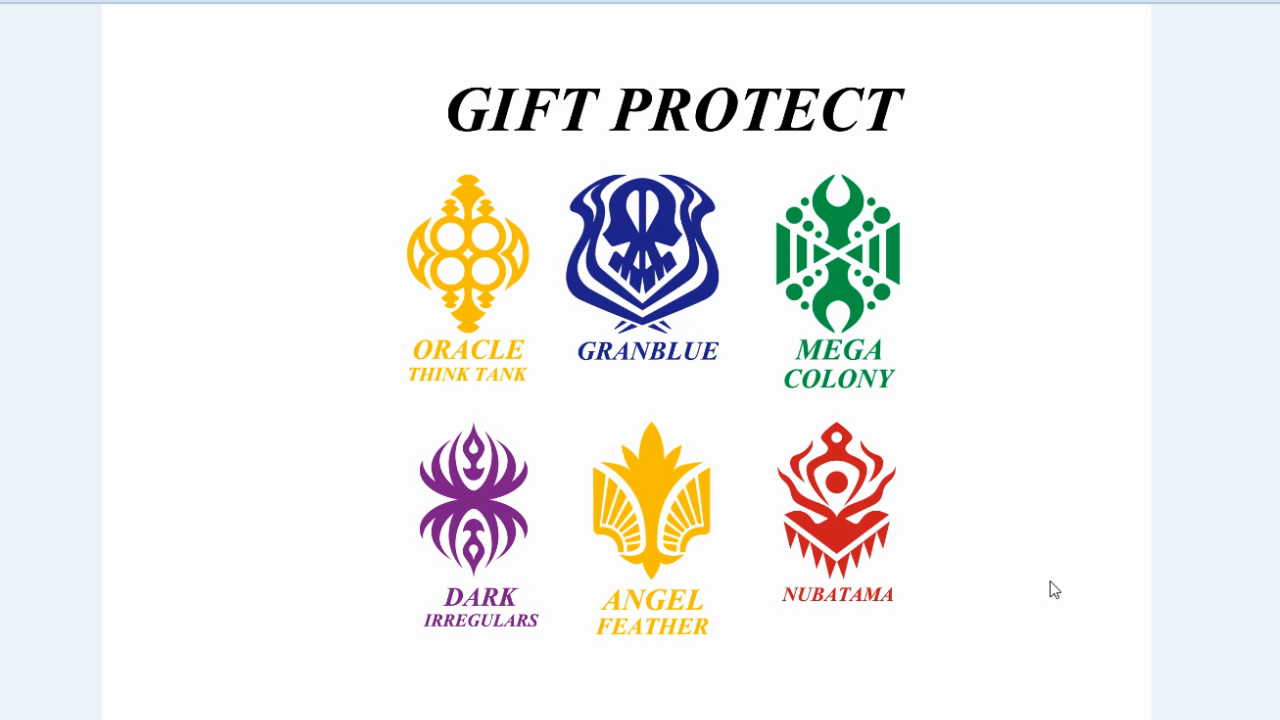 GIFT PROTECT
ORACLE
THINK TANK
GRANBLUE
MEGA
COLONY
DARK
IRREGULARS
ANGEL
FEATHER
NUBATAMA